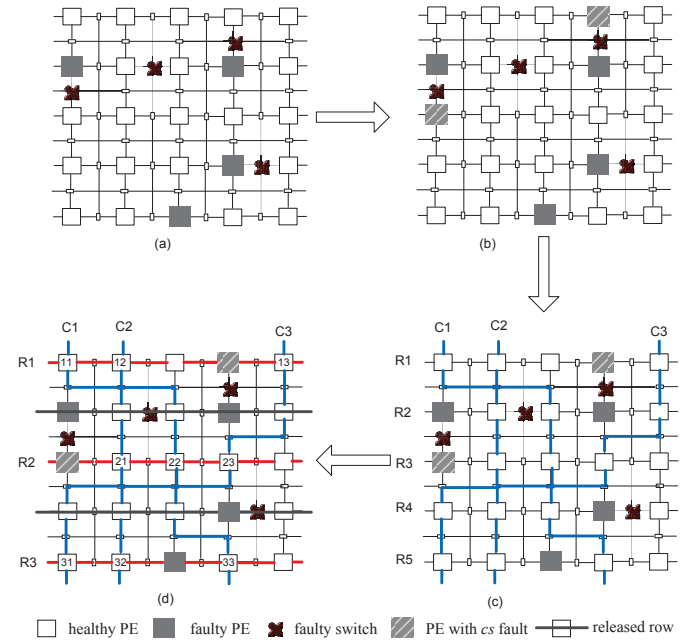 (a)
(b)
C1 C2 C3
R1 11 12 13
R2 21 22 23
R3 31 32 33
(d)
C1 C2 C3
R1
R2
R3
R4
R5
(c)
healthy PE faulty PE faulty switch PE with cs fault released row